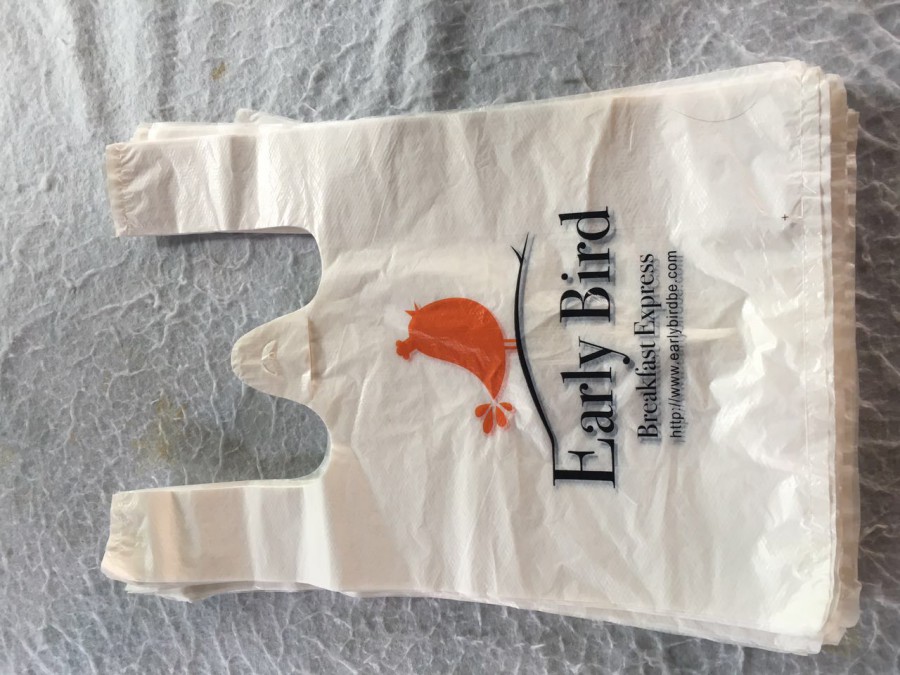 Early Bird
Breakfast Express
http://www.earlybirdbe.com